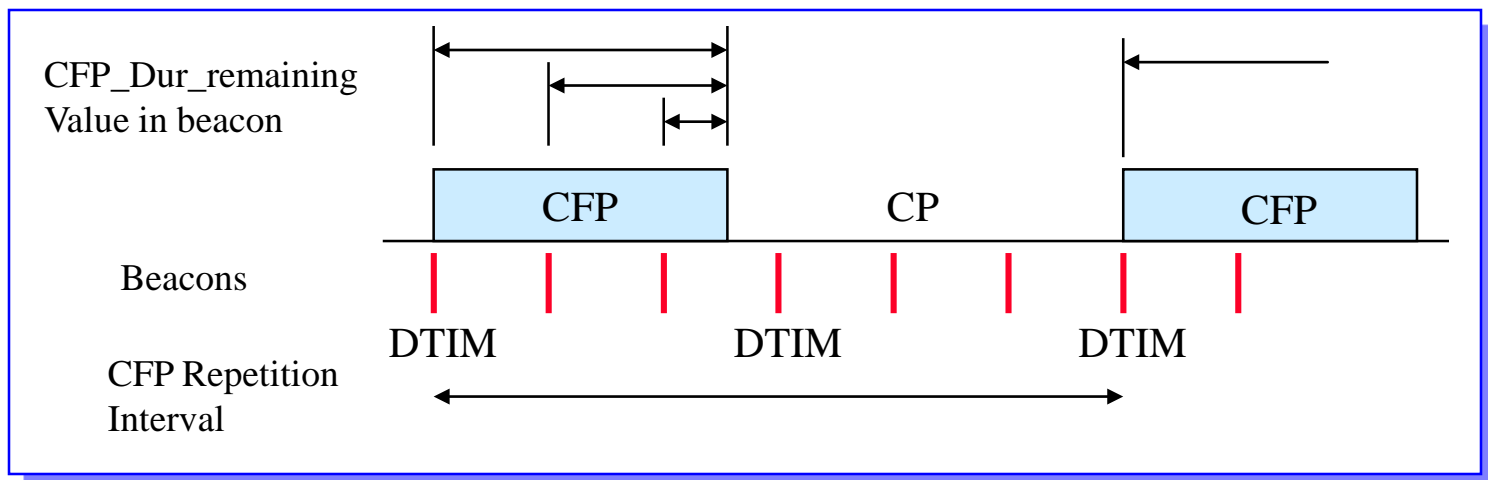 CFP_Dur_remaining
Value in beacon
CFP
CP
CFP
Beacons
DTIM
DTIM
DTIM
CFP Repetition
Interval